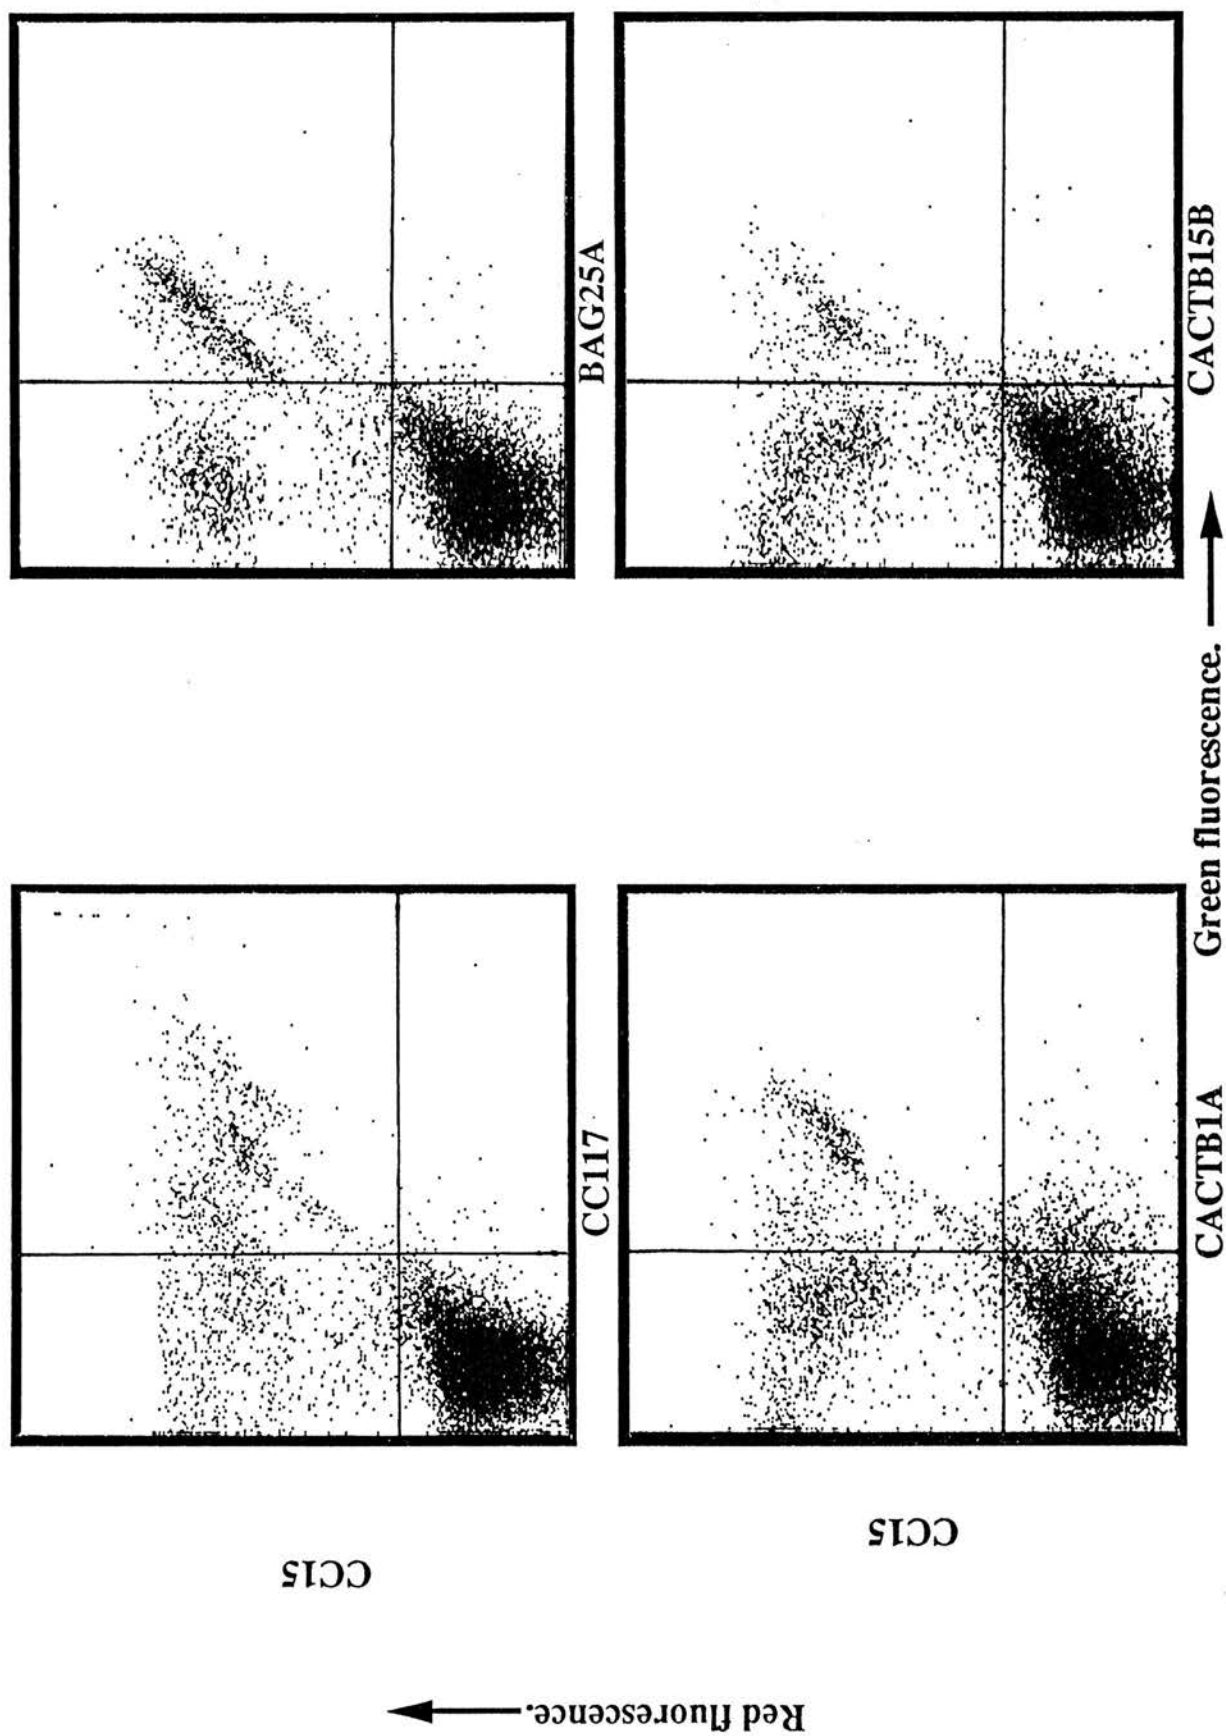 CC15
CC117
BAG25A
CC15
CACTB1A
CACTB15B
Red fluorescence.
Green fluorescence.